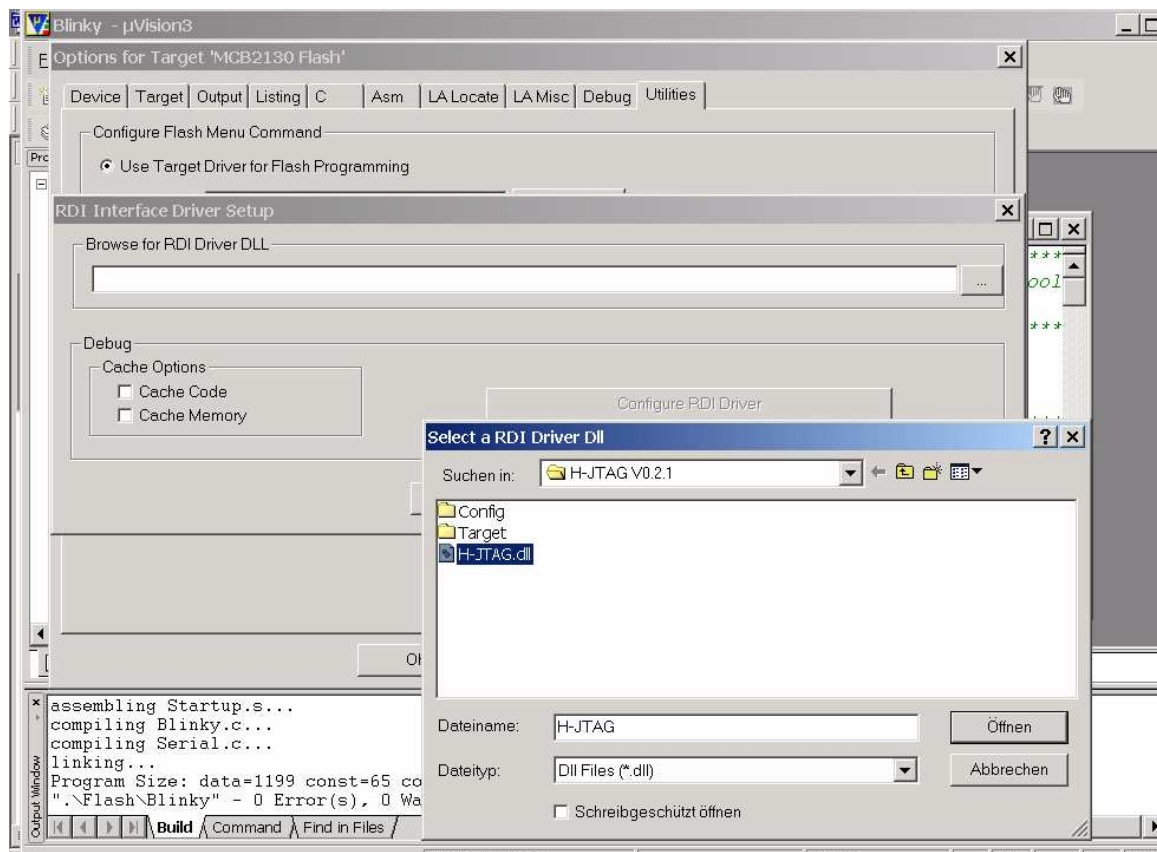 Blinky - µVision3
Options for Target 'MCB2130 Flash'
Device Target Output Listing C Asm LA Locate LA Misc Debug Utilities
Configure Flash Menu Command
Use Target Driver for Flash Programming
RDI Interface Driver Setup
Browse for RDI Driver DLL
...
Debug
Cache Options
Cache Code
Cache Memory
Configure RDI Driver
Select a RDI Driver Dll
Suchen in: H-JTAG V0.2.1
Config
Target
H-JTAG.dll
Dateiname: H-JTAG Öffnen
Dateityp: Dll Files (*.dll) Abbrechen
Schreibgeschützt öffnen
assembling Startup.s...
compiling Blinky.c...
compiling Serial.c...
linking...
Program Size: data=1199 const=65 co
".\Flash\Blinky" - 0 Error(s), 0 Wa
Build Command Find in Files
Output Window